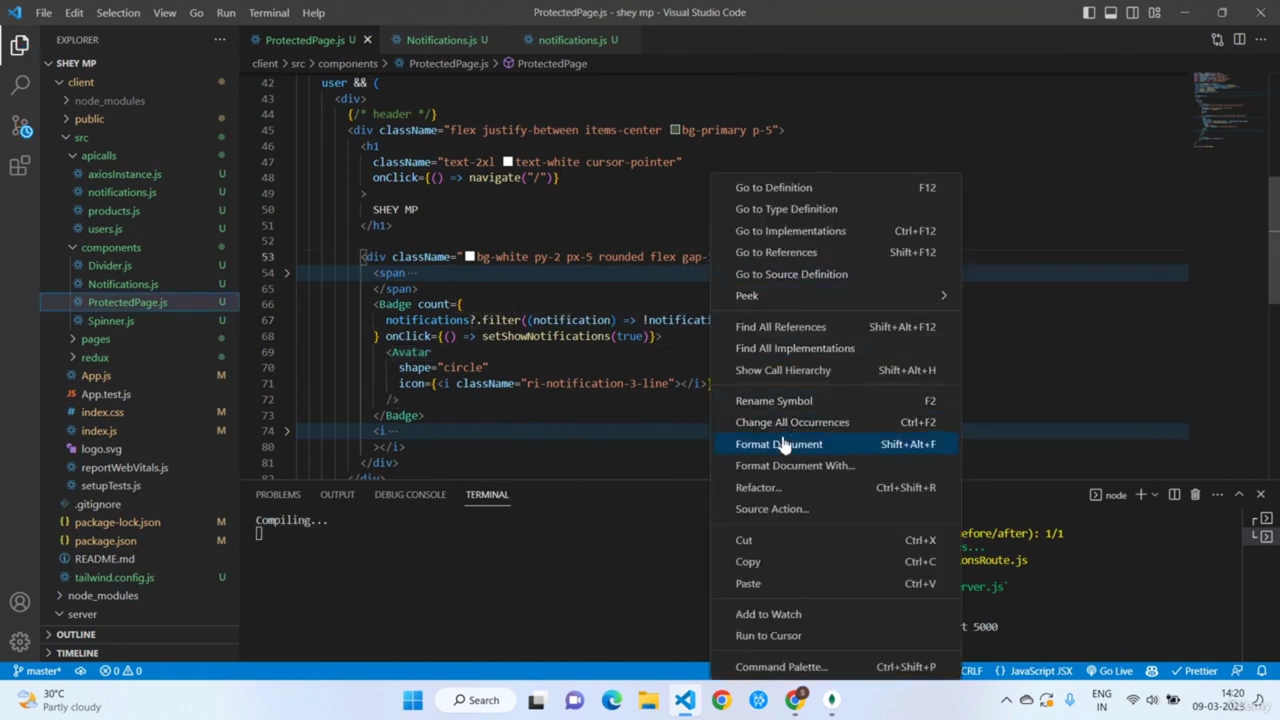 File Edit Selection View Go Run Terminal Help
ProtectedPage.js - shey mp - Visual Studio Code
EXPLORER
SHEY MP
client
node_modules
public
src
apicalls
axiosInstance.js U
notifications.js U
products.js U
users.js U
components
Divider.js U
Notifications.js U
ProtectedPage.js U
Spinner.js U
pages
redux
App.js M
App.test.js
index.css M
index.js M
logo.svg
reportWebVitals.js
setupTests.js
.gitignore
package-lock.json M
package.json M
README.md
tailwind.config.js U
node_modules
server
OUTLINE
TIMELINE
ProtectedPage.js U
Notifications.js U
notifications.js U
client > src > components > ProtectedPage.js > ProtectedPage
42 user && (
43 <div>
44 {/* header */}
45 <div className="flex justify-between items-center bg-primary p-5">
46 <h1
47 className="text-2xl text-white cursor-pointer"
48 onClick={() => navigate("/")}
49 >
50 SHEY MP
51 </h1>
52
53 <div className="bg-white py-2 px-5 rounded flex gap-
54 <span ...
65 </span>
66 <Badge count={
67 notifications?.filter((notification) => !notificati
68 } onClick={() => setShowNotifications(true)}>
69 <Avatar
70 shape="circle"
71 icon={<i className="ri-notification-3-line"></i>}
72 />
73 </Badge>
74 <i ...
80 ></i>
81 </div>
82
Go to Definition F12
Go to Type Definition
Go to Implementations Ctrl+F12
Go to References Shift+F12
Go to Source Definition
Peek
Find All References Shift+Alt+F12
Find All Implementations
Show Call Hierarchy Shift+Alt+H
Rename Symbol F2
Change All Occurrences Ctrl+F2
Format Document Shift+Alt+F
Format Document With...
Refactor... Ctrl+Shift+R
Source Action...
Cut Ctrl+X
Copy Ctrl+C
Paste Ctrl+V
Add to Watch
Run to Cursor
Command Palette... Ctrl+Shift+P
PROBLEMS OUTPUT DEBUG CONSOLE TERMINAL
node
Compiling...
efore/after): 1/1
s...
onsRoute.js
erver.js`
t 5000
master* 0 0
CRLF {} JavaScript JSX Go Live Prettier
30°C
Partly cloudy
Search
5
ENG
IN
14:20
09-03-2023